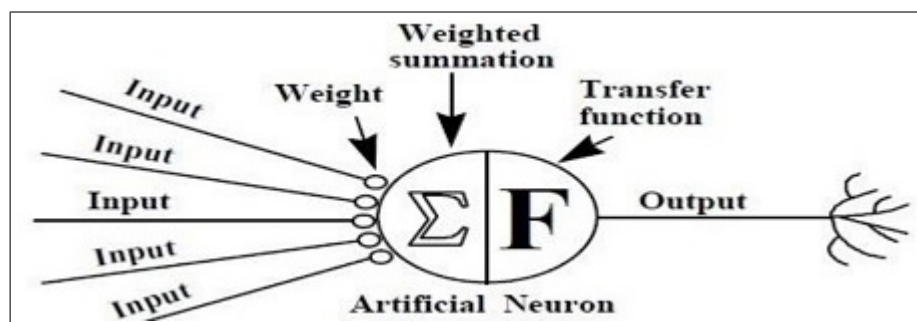 Weighted
summation
Input
Weight
Transfer
function
Input
Input
Σ F
Output
Input
Input
Artificial Neuron